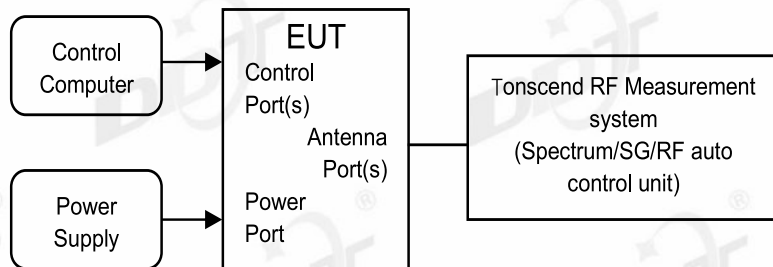 Control
Computer
EUT
Control
Port(s)
Antenna
Port(s)
Power
Port
Power
Supply
Tonscend RF Measurement
system
(Spectrum/SG/RF auto
control unit)